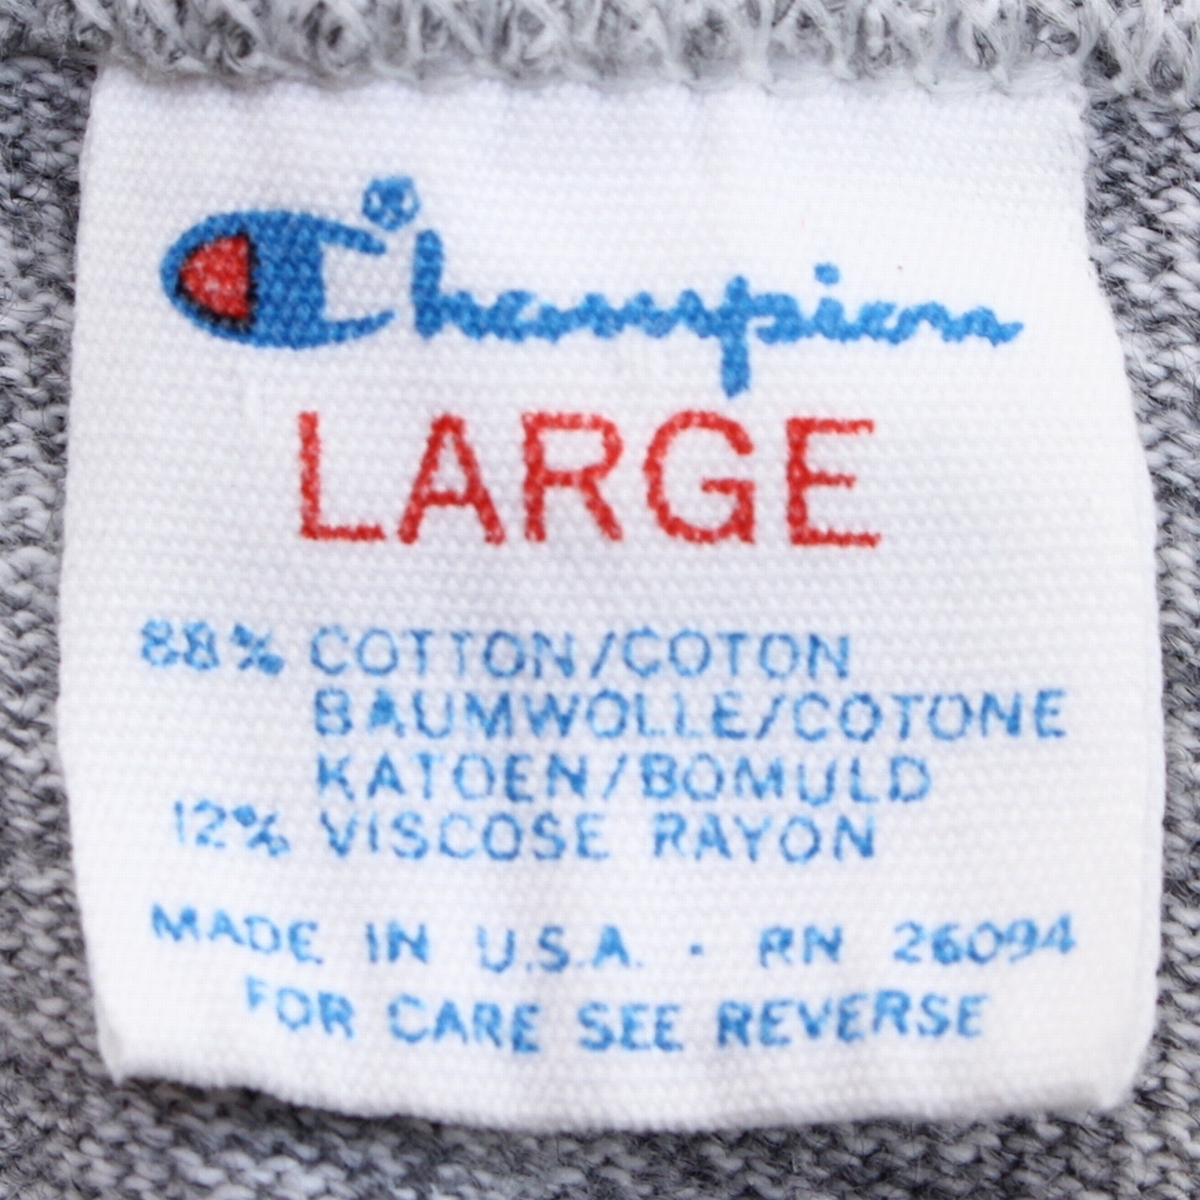 Champion
LARGE
88% COTTON/COTON
BAUMWOLLE/COTONE
KATOEN/BOMULD
12% VISCOSE RAYON
MADE IN U.S.A. · RN 26094
FOR CARE SEE REVERSE